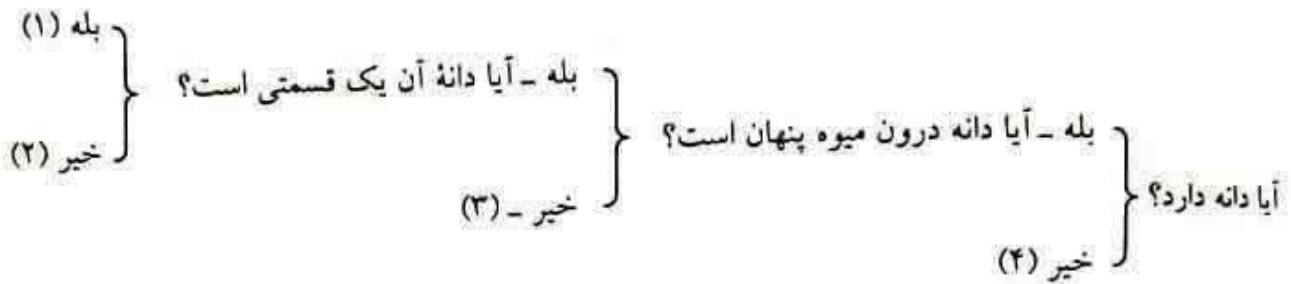 آیا دانه دارد؟
بله ـ آیا دانه درون میوه پنهان است؟
بله ـ آیا دانهٔ آن یک قسمتی است؟
بله (۱)
خیر (۲)
خیر ـ (۳)
خیر (۴)